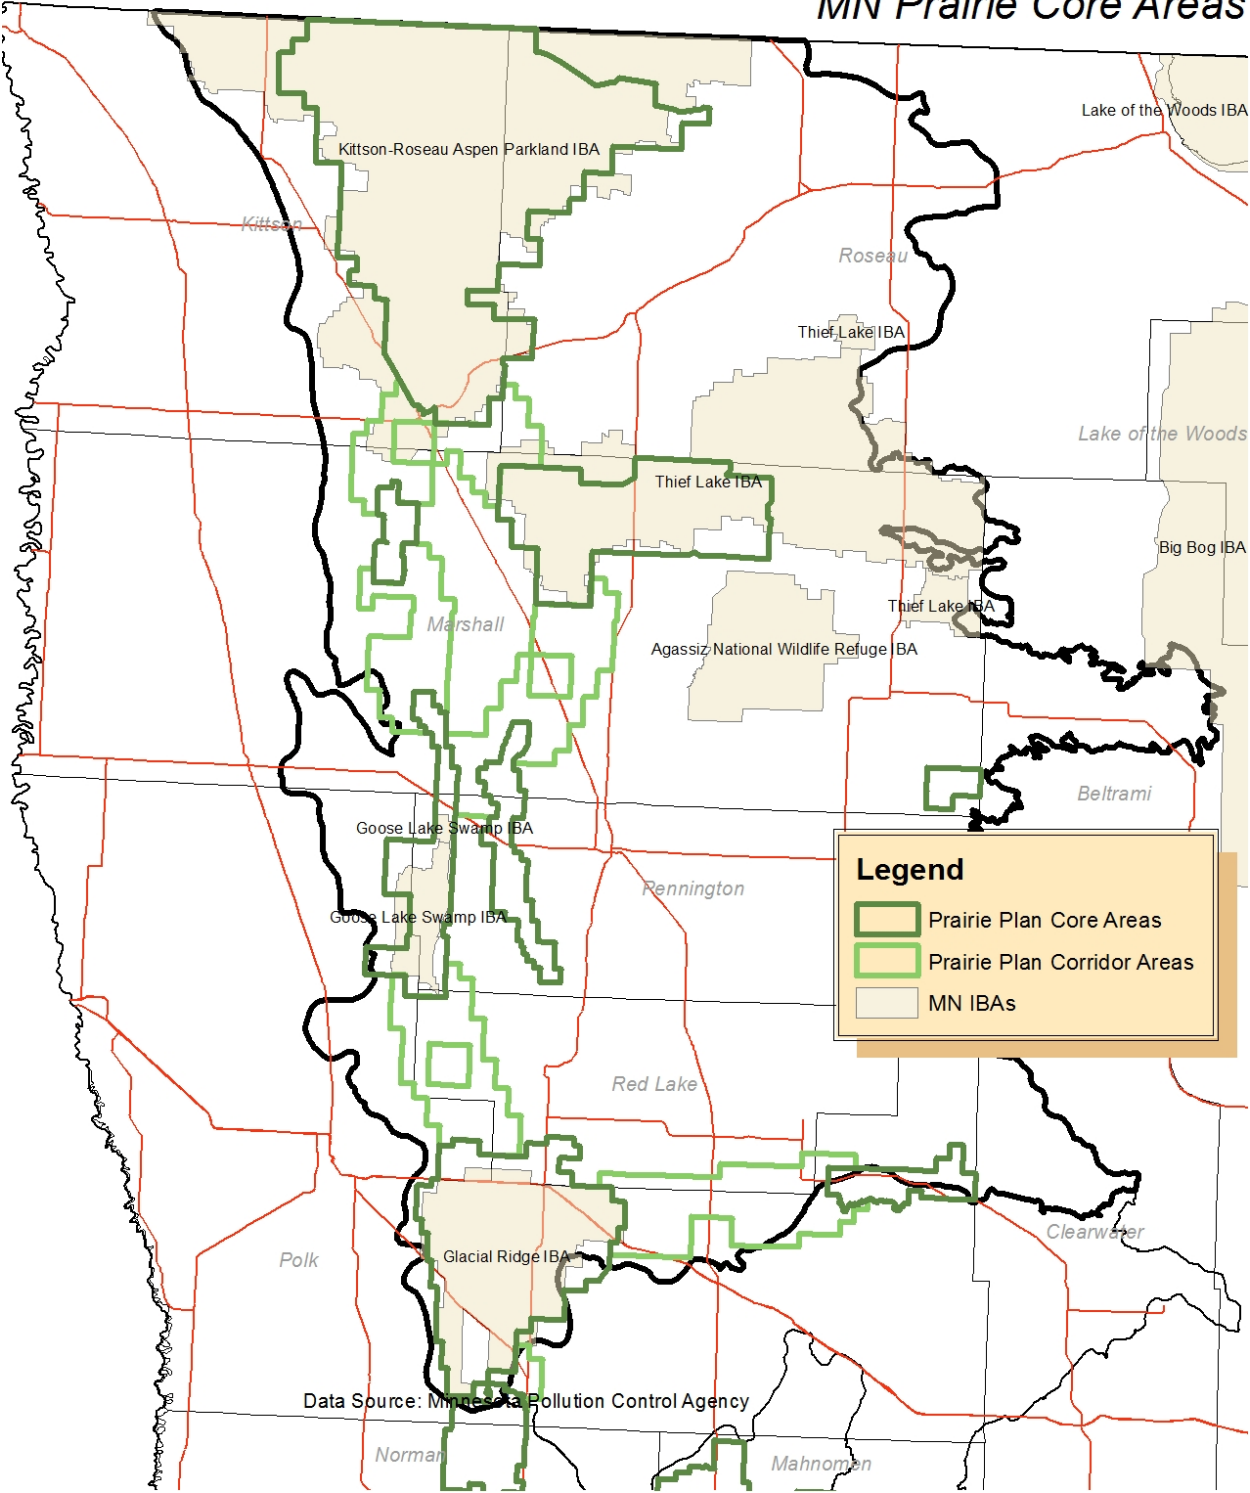 MN Prairie Core Areas
Lake of the Woods IBA
Kittson-Roseau Aspen Parkland IBA
Kittson
Roseau
Thief Lake IBA
Lake of the Woods
Thief Lake IBA
Big Bog IBA
Thief Lake IBA
Marshall
Agassiz National Wildlife Refuge IBA
Beltrami
Goose Lake Swamp IBA
Legend
Pennington
Goose Lake Swamp IBA
Prairie Plan Core Areas
Prairie Plan Corridor Areas
MN IBAs
Red Lake
Clearwater
Polk
Glacial Ridge IBA
Data Source: Minnesota Pollution Control Agency
Norman
Mahnomen